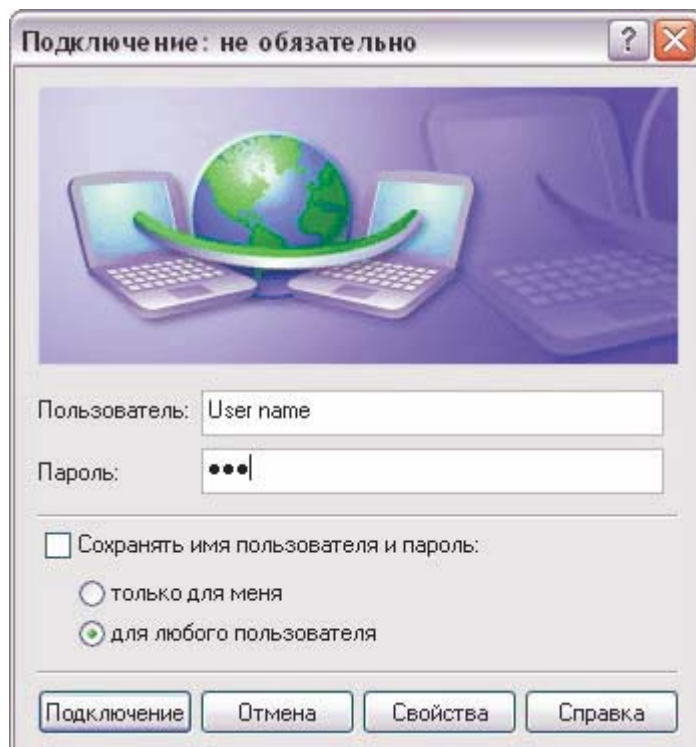 Подключение: не обязательно
Пользователь: User name
Пароль: •••
Сохранять имя пользователя и пароль:
только для меня
для любого пользователя
Подключение Отмена Свойства Справка